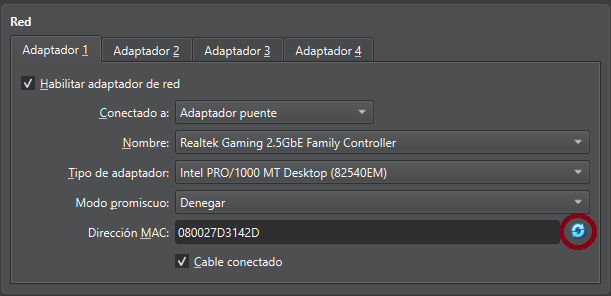 Red
Adaptador 1 Adaptador 2 Adaptador 3 Adaptador 4
Habilitar adaptador de red
Conectado a: Adaptador puente
Nombre: Realtek Gaming 2.5GbE Family Controller
Tipo de adaptador: Intel PRO/1000 MT Desktop (82540EM)
Modo promiscuo: Denegar
Dirección MAC: 080027D3142D
Cable conectado